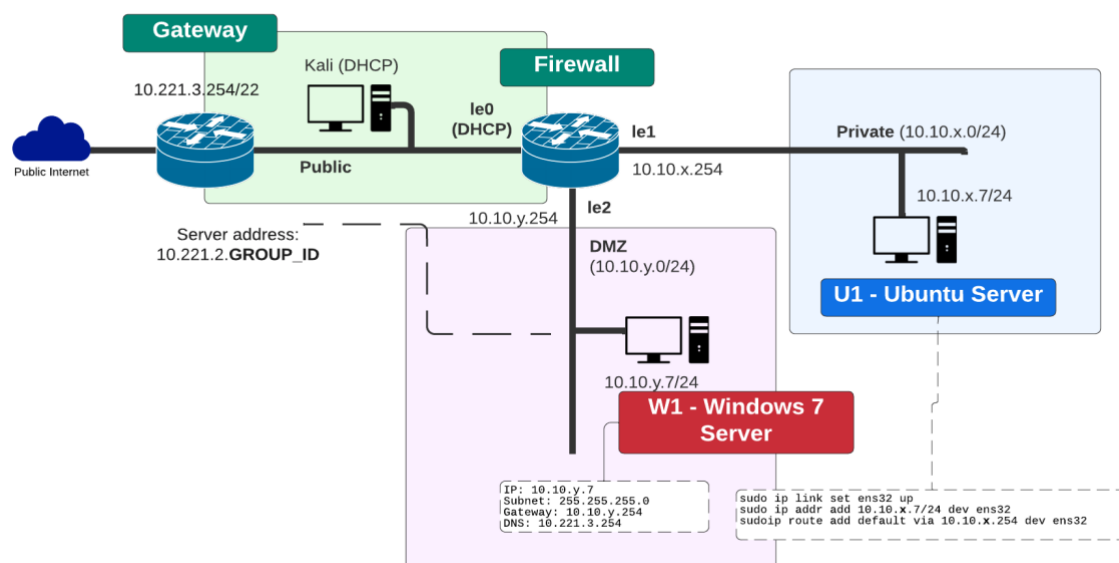 Gateway
Kali (DHCP)
Firewall
10.221.3.254/22
le0
(DHCP)
le1
Private (10.10.x.0/24)
Public Internet
Public
10.10.x.254
10.10.x.7/24
10.10.y.254
le2
Server address:
10.221.2.GROUP_ID
DMZ
(10.10.y.0/24)
U1 - Ubuntu Server
10.10.y.7/24
W1 - Windows 7
Server
IP: 10.10.y.7
Subnet: 255.255.255.0
Gateway: 10.10.y.254
DNS: 10.221.3.254
sudo ip link set ens32 up
sudo ip addr add 10.10.x.7/24 dev ens32
sudoip route add default via 10.10.x.254 dev ens32